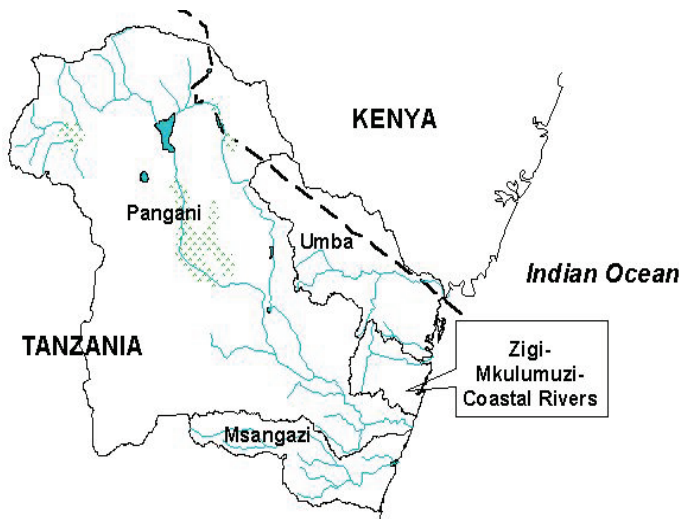 KENYA
Pangani
Umba
Indian Ocean
TANZANIA
Zigi-
Mkulumuzi-
Coastal Rivers
Msangazi